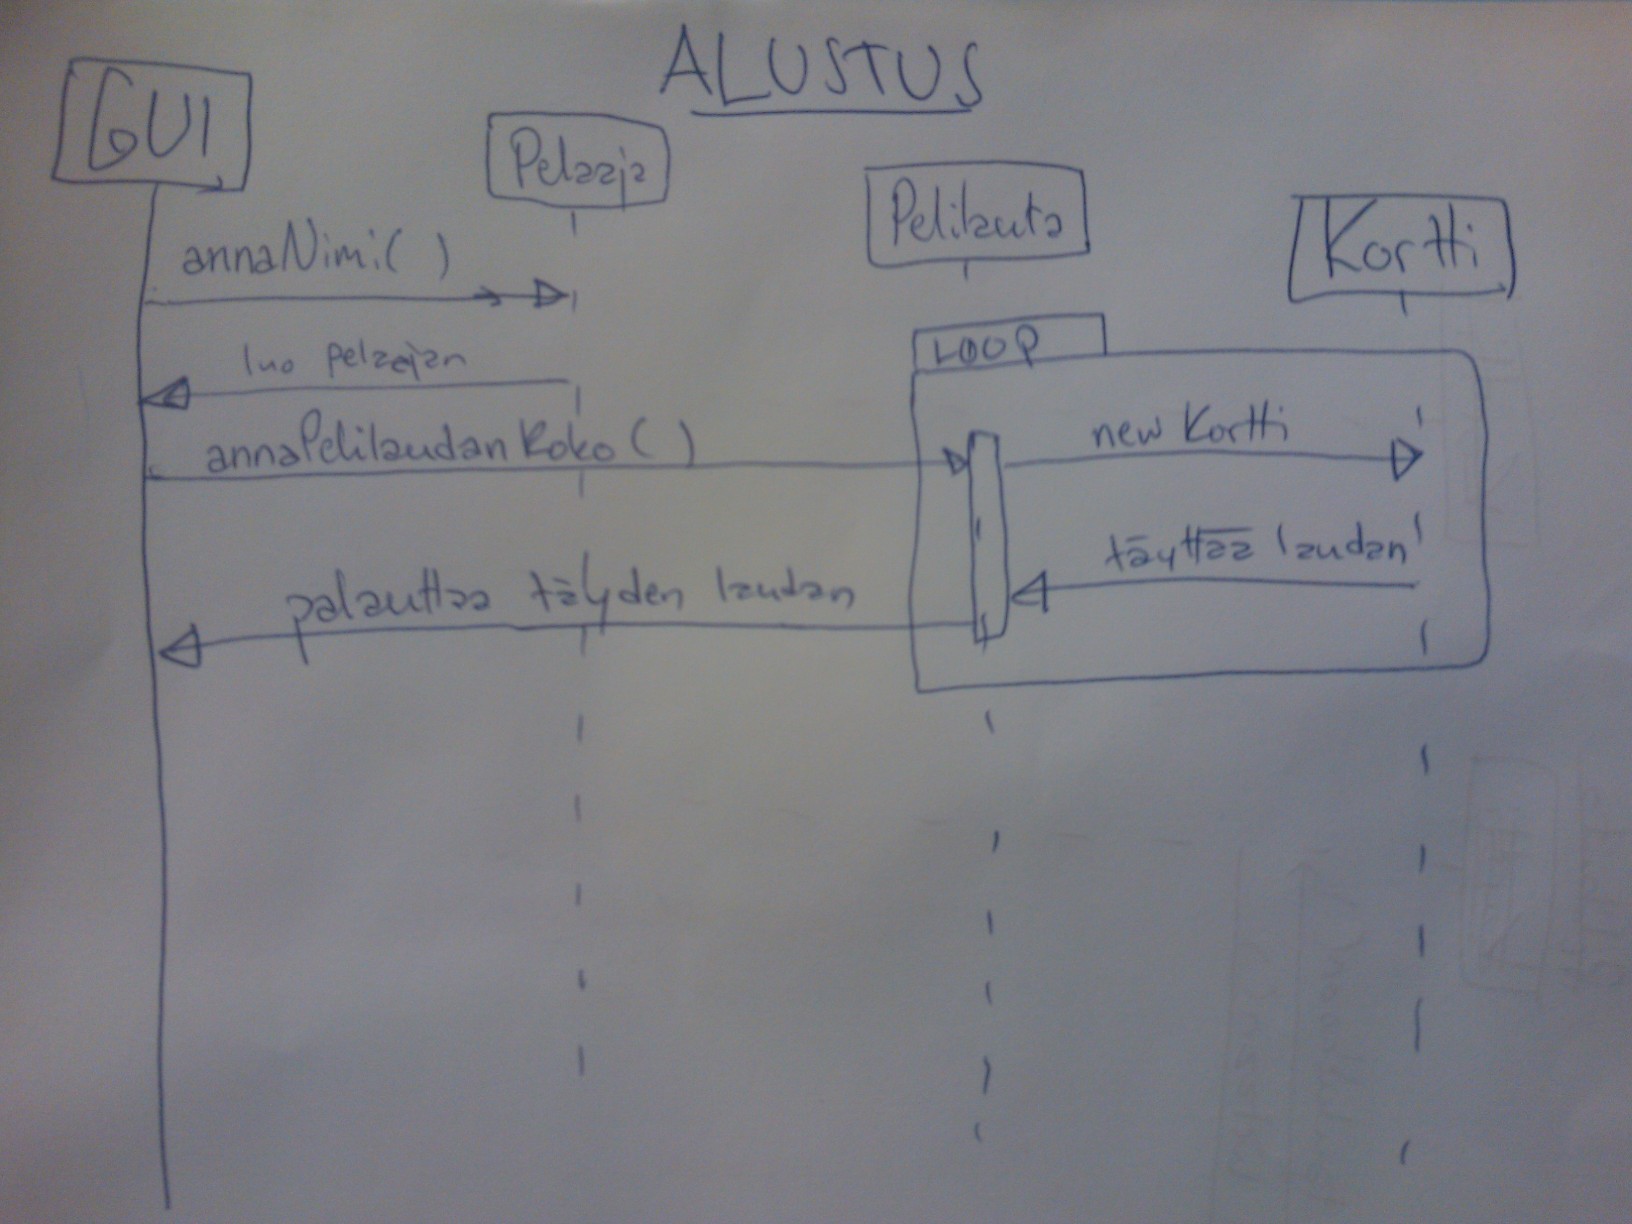 ALUSTUS
GUI
Pelaaja
Pelilauta
Kortti
annaNimi( )
luo pelaajan
LOOP
annaPelilaudanKoko( )
new Kortti
täyttää laudan
palauttaa täyden laudan